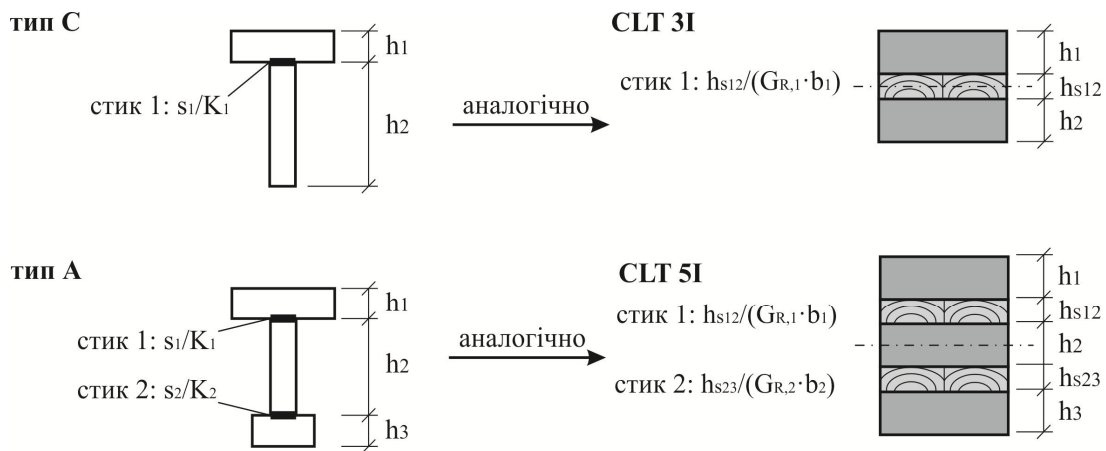 тип C
CLT 3I
h1
h2
стик 1: s1/K1
аналогічно
стик 1: hs12/(GR,1·b1)
h1
hs12
h2
тип A
CLT 5I
h1
h2
h3
стик 1: s1/K1
стик 2: s2/K2
аналогічно
стик 1: hs12/(GR,1·b1)
стик 2: hs23/(GR,2·b2)
h1
hs12
h2
hs23
h3